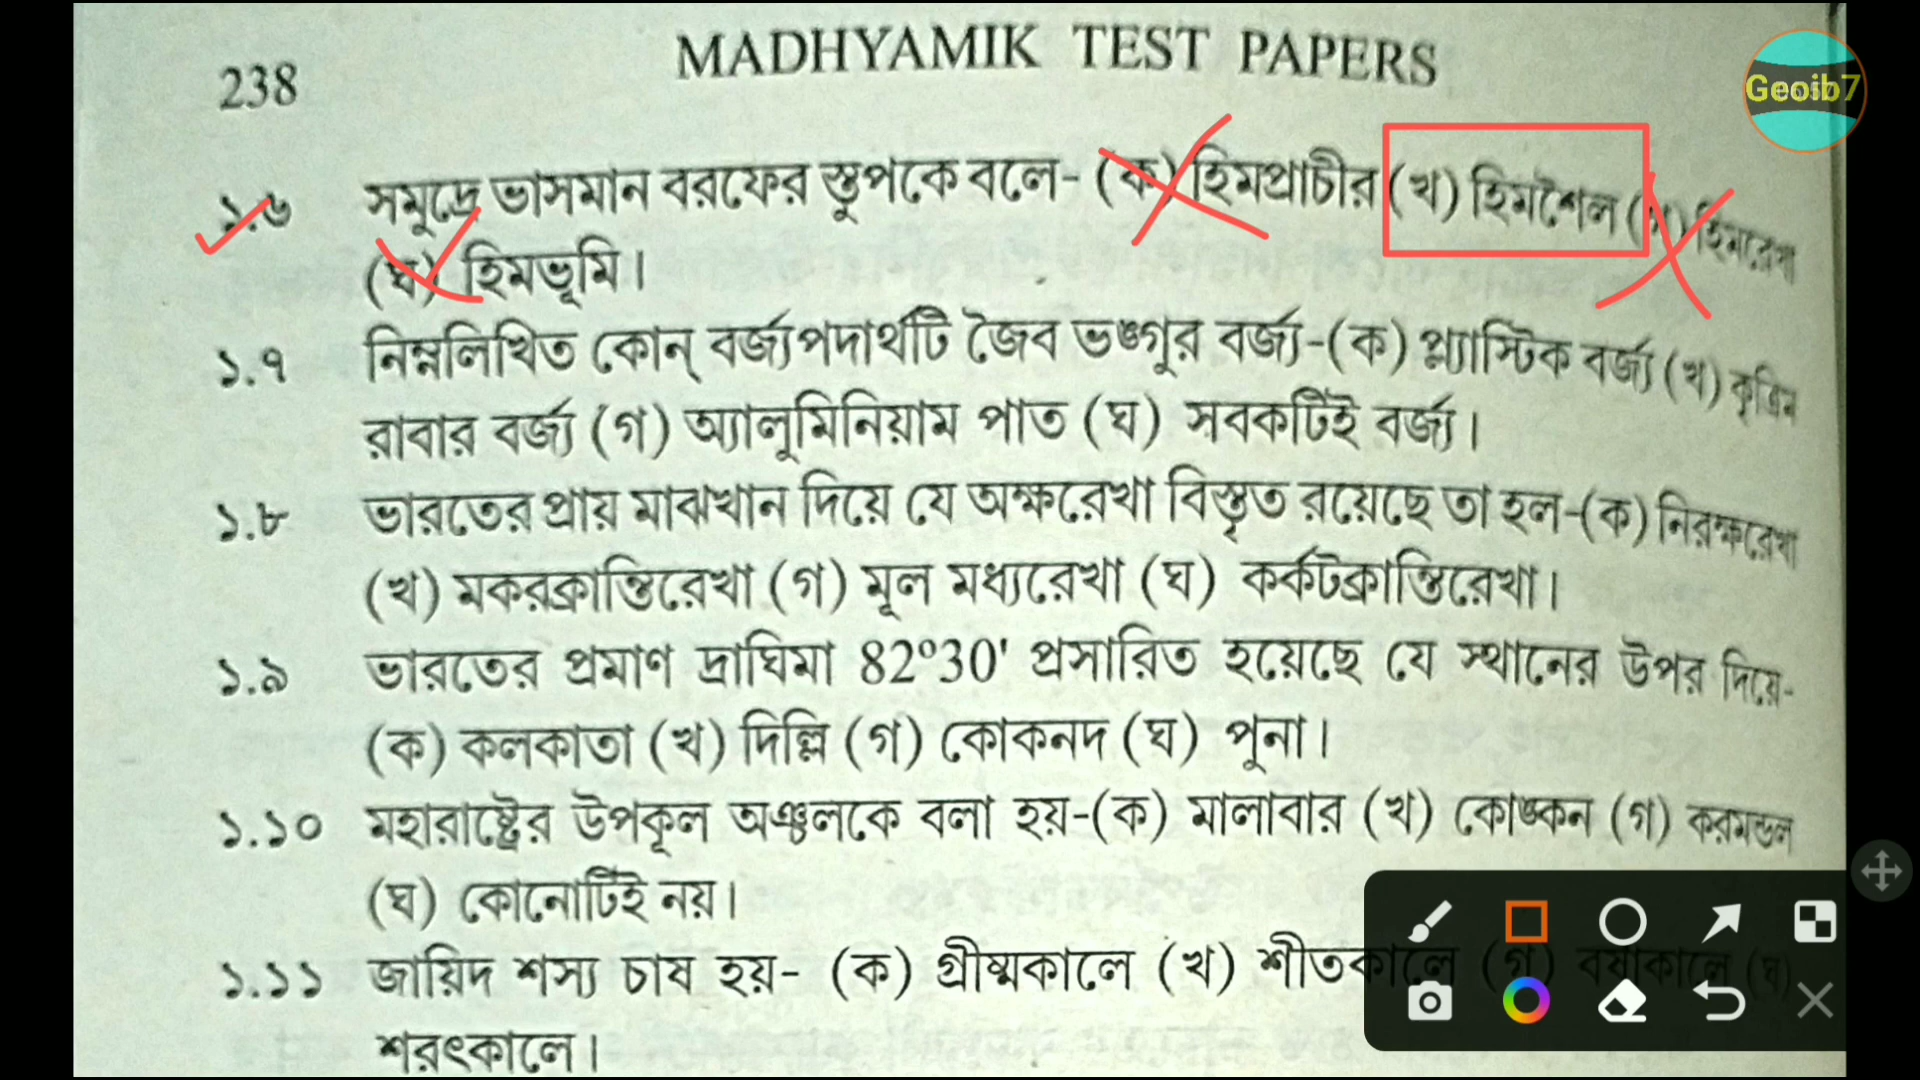 238
MADHYAMIK TEST PAPERS
Geoib7
১.৬ সমুদ্রে ভাসমান বরফের স্তুপকে বলে- (ক) হিমপ্রাচীর (খ) হিমশৈল (গ) হিমরেখা
(ঘ) হিমভূমি।
১.৭ নিম্নলিখিত কোন্ বর্জ্যপদার্থটি জৈব ভঙ্গুর বর্জ্য-(ক) প্ল্যাস্টিক বর্জ্য (খ) কৃত্রিম
রাবার বর্জ্য (গ) অ্যালুমিনিয়াম পাত (ঘ) সবকটিই বর্জ্য।
১.৮ ভারতের প্রায় মাঝখান দিয়ে যে অক্ষরেখা বিস্তৃত রয়েছে তা হল-(ক) নিরক্ষরেখা
(খ) মকরক্রান্তিরেখা (গ) মূল মধ্যরেখা (ঘ) কর্কটক্রান্তিরেখা।
১.৯ ভারতের প্রমাণ দ্রাঘিমা 82º30' প্রসারিত হয়েছে যে স্থানের উপর দিয়ে-
(ক) কলকাতা (খ) দিল্লি (গ) কোকনদ (ঘ) পুনা।
১.১০ মহারাষ্ট্রের উপকূল অঞ্চলকে বলা হয়-(ক) মালাবার (খ) কোঙ্কন (গ) করমন্ডল
(ঘ) কোনোটিই নয়।
১.১১ জায়িদ শস্য চাষ হয়- (ক) গ্রীষ্মকালে (খ) শীতকালে (গ) বর্ষাকালে (ঘ)
শরৎকালে।